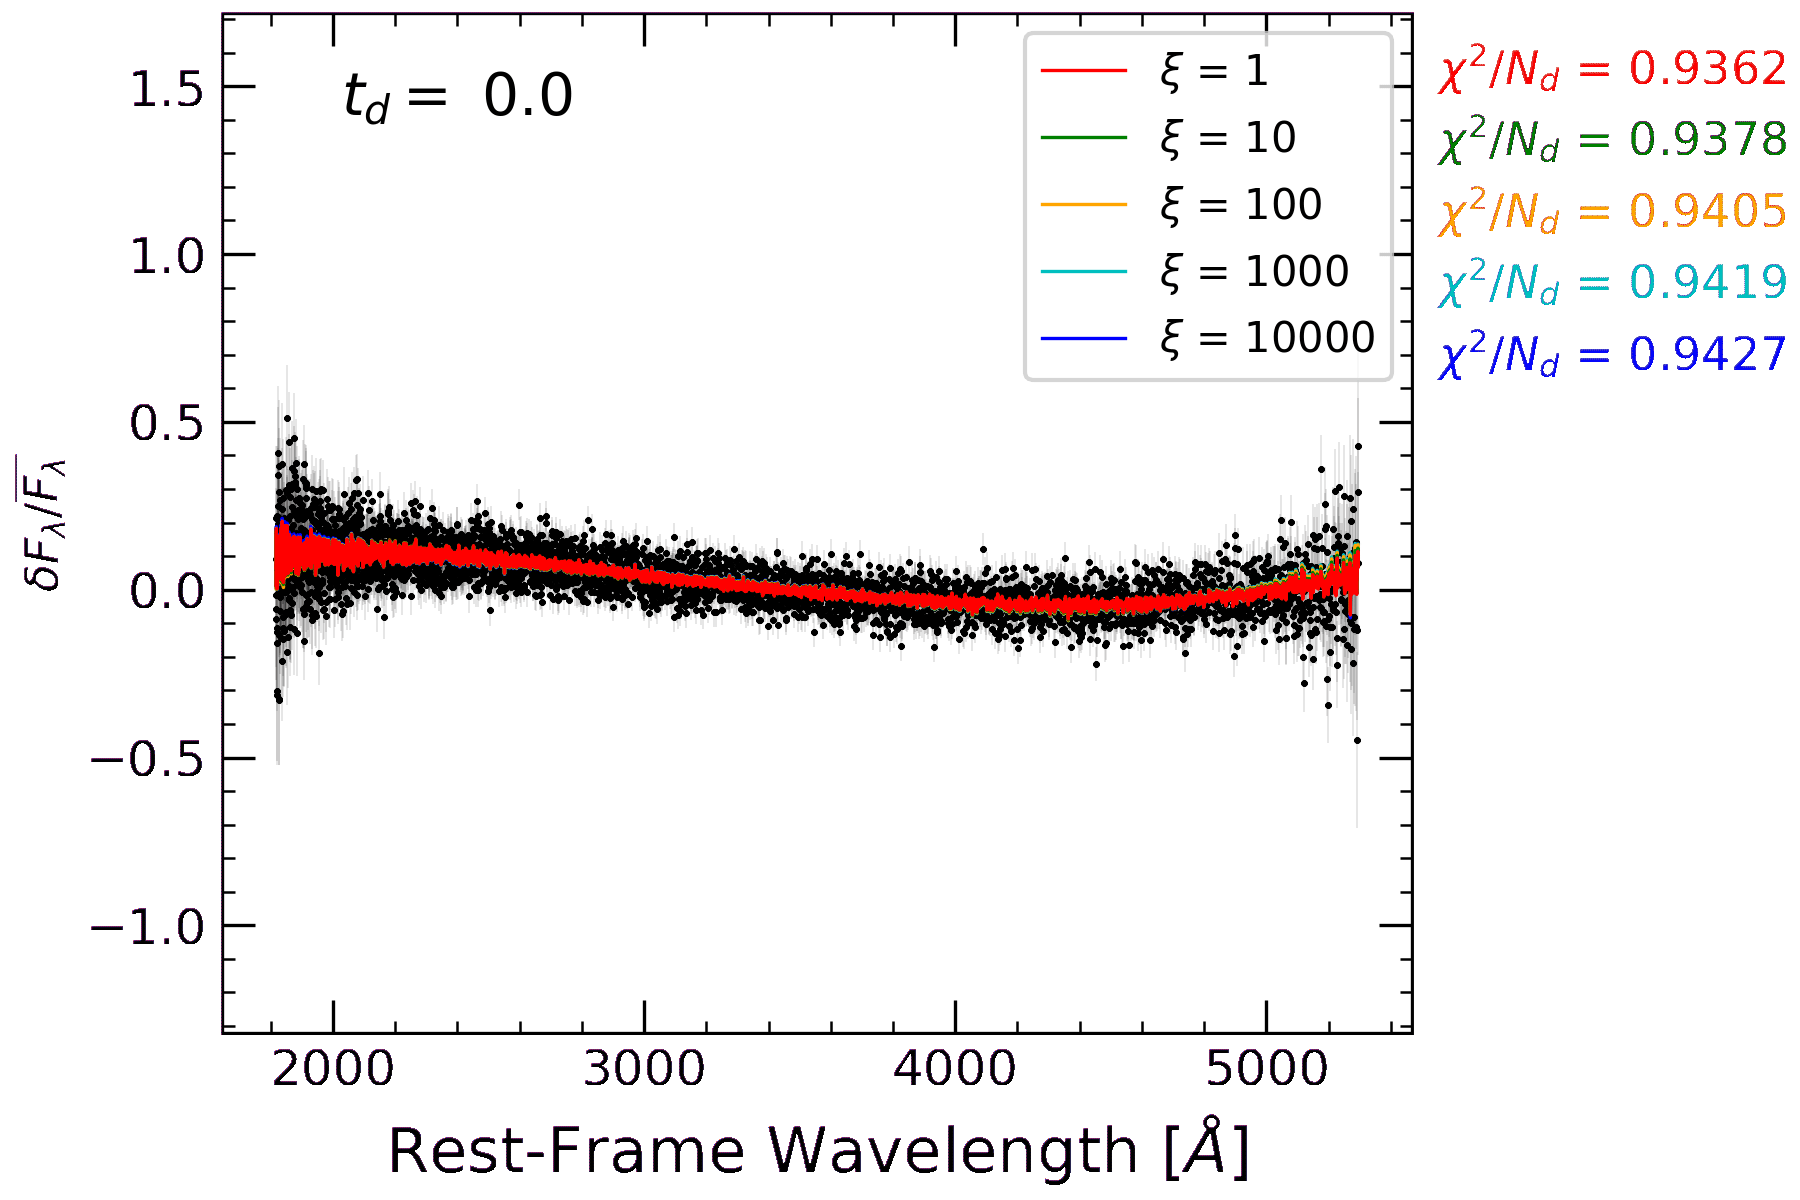 t_d = 0.0
ξ = 1
ξ = 10
ξ = 100
ξ = 1000
ξ = 10000
χ²/N_d = 0.9362
χ²/N_d = 0.9378
χ²/N_d = 0.9405
χ²/N_d = 0.9419
χ²/N_d = 0.9427
δF_λ/F̅_λ
1.5
1.0
0.5
0.0
−0.5
−1.0
2000 3000 4000 5000
Rest-Frame Wavelength [Å]